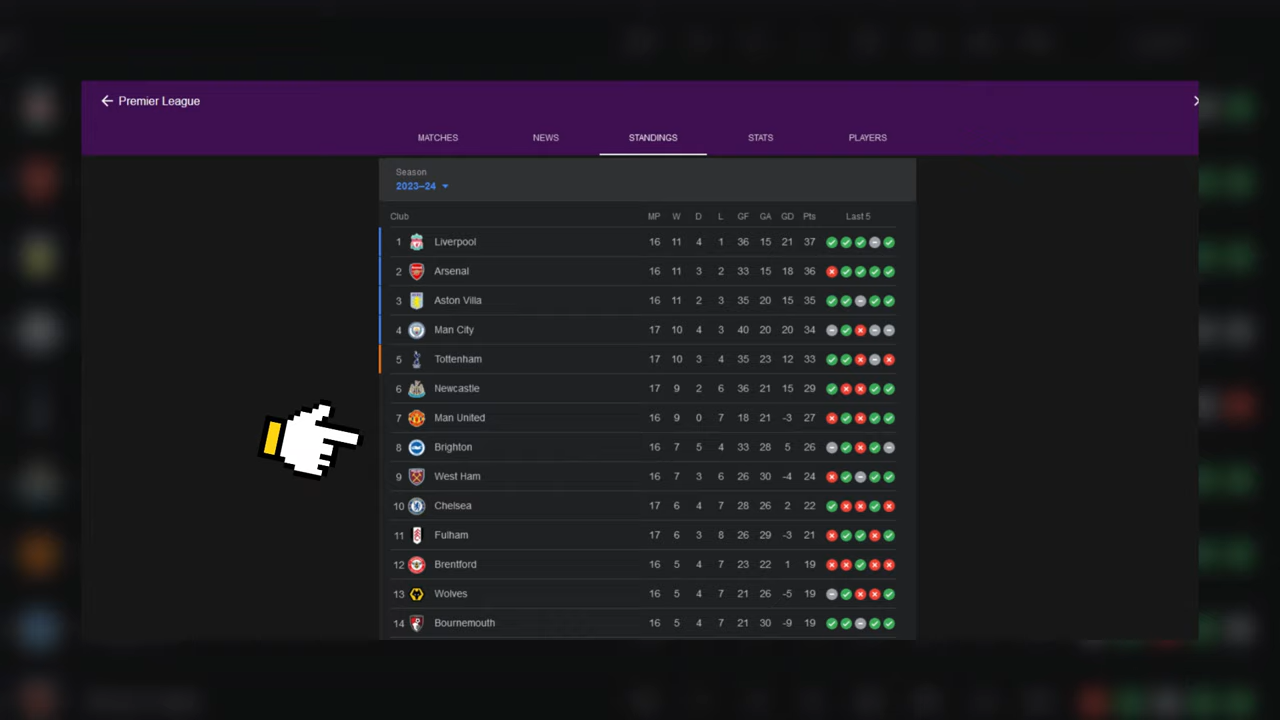 Premier League
MATCHES NEWS STANDINGS STATS PLAYERS
Season
2023–24
Club MP W D L GF GA GD Pts Last 5
1 Liverpool 16 11 4 1 36 15 21 37
2 Arsenal 16 11 3 2 33 15 18 36
3 Aston Villa 16 11 2 3 35 20 15 35
4 Man City 17 10 4 3 40 20 20 34
5 Tottenham 17 10 3 4 35 23 12 33
6 Newcastle 17 9 2 6 36 21 15 29
7 Man United 16 9 0 7 18 21 -3 27
8 Brighton 16 7 5 4 33 28 5 26
9 West Ham 16 7 3 6 26 30 -4 24
10 Chelsea 17 6 4 7 28 26 2 22
11 Fulham 17 6 3 8 26 29 -3 21
12 Brentford 16 5 4 7 23 22 1 19
13 Wolves 16 5 4 7 21 26 -5 19
14 Bournemouth 16 5 4 7 21 30 -9 19